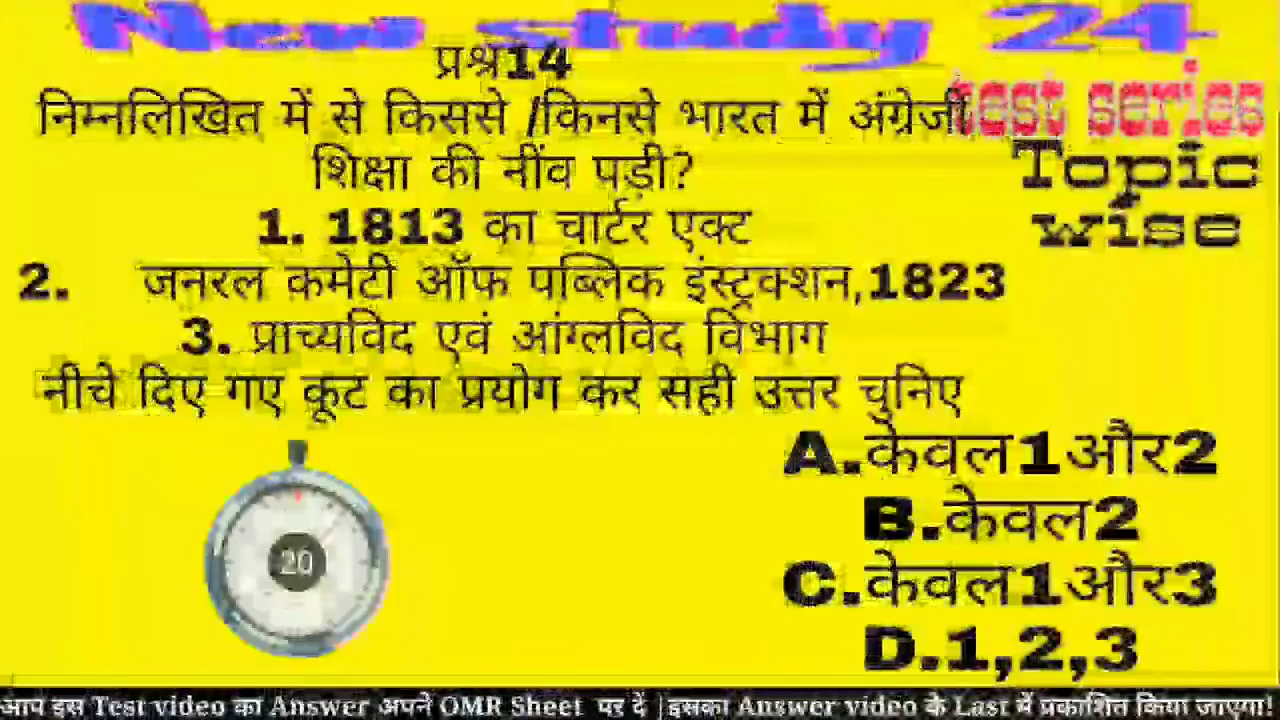 New study 24
प्रश्न14
test series
निम्नलिखित में से किससे /किनसे भारत में अंग्रेजी
Topic
शिक्षा की नींव पड़ी?
wise
1. 1813 का चार्टर एक्ट
2. जनरल कमेटी ऑफ पब्लिक इंस्ट्रक्शन,1823
3. प्राच्यविद एवं आंग्लविद विभाग
नीचे दिए गए कूट का प्रयोग कर सही उत्तर चुनिए
A.केवल1और2
B.केवल2
C.केवल1और3
D.1,2,3
20
आप इस Test video का Answer अपने OMR Sheet पर दें |इसका Answer video के Last में प्रकाशित किया जाएगा!